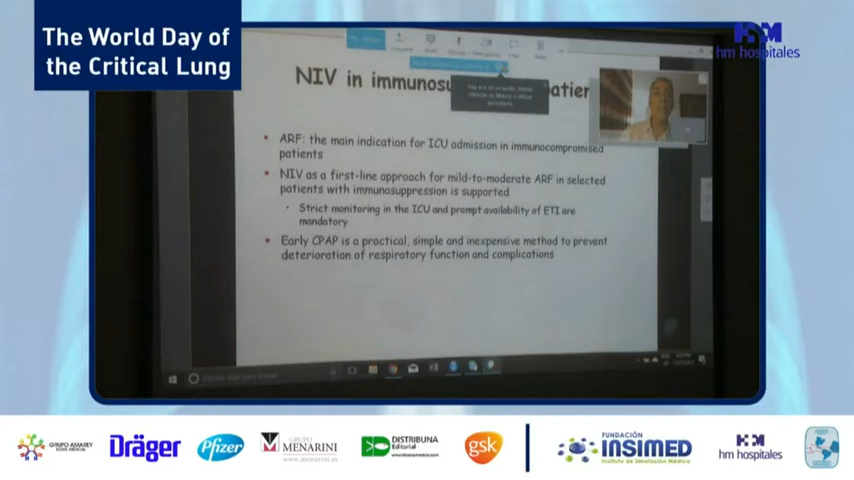 The World Day of
the Critical Lung
hm hospitales
NIV in immunosu
ARF: the main indication for ICU admission in immunocompromised
patients
NIV as a first-line approach for mild-to-moderate ARF in selected
patients with immunosuppression is supported
Strict monitoring in the ICU and prompt availability of ETI are
mandatory
Early CPAP is a practical, simple and inexpensive method to prevent
deterioration of respiratory function and complications
GRUPO AMAREY
NOVA MEDICAL
Dräger
Pfizer
GRUPO
MENARINI
www.menarini.es
DISTRIBUNA
Editorial
gsk
FUNDACIÓN
INSIMED
Instituto de Simulación Médica
hm hospitales